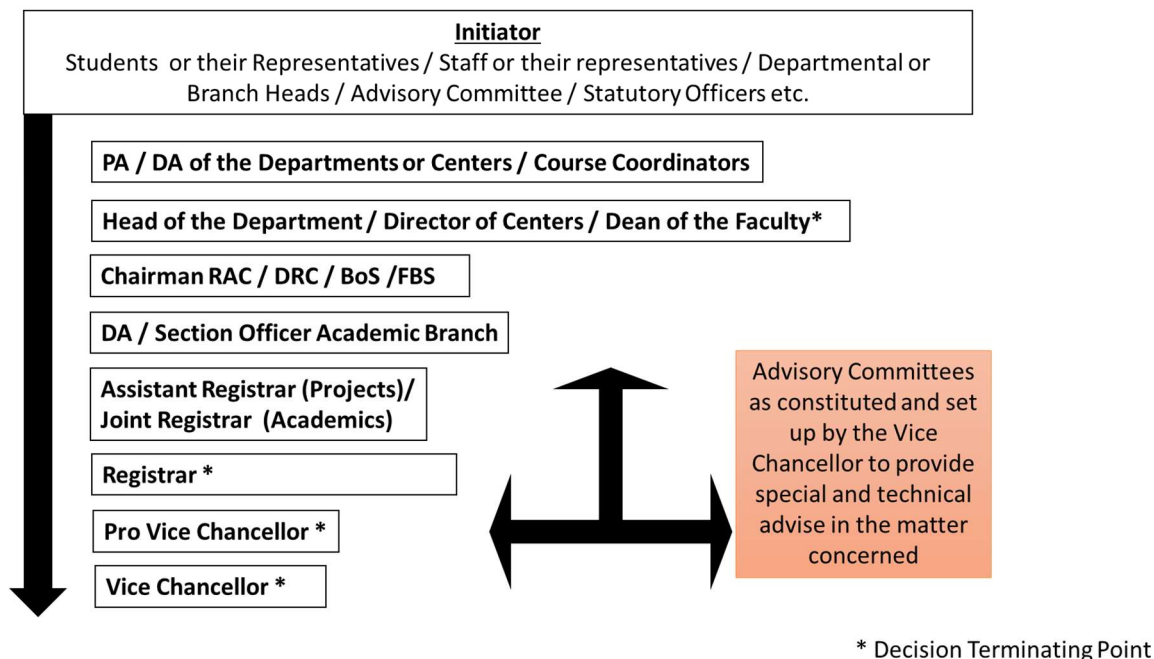 Initiator
Students or their Representatives / Staff or their representatives / Departmental or
Branch Heads / Advisory Committee / Statutory Officers etc.
PA / DA of the Departments or Centers / Course Coordinators
Head of the Department / Director of Centers / Dean of the Faculty*
Chairman RAC / DRC / BoS /FBS
DA / Section Officer Academic Branch
Assistant Registrar (Projects)/
Joint Registrar (Academics)
Registrar *
Pro Vice Chancellor *
Vice Chancellor *
Advisory Committees
as constituted and set
up by the Vice
Chancellor to provide
special and technical
advise in the matter
concerned
* Decision Terminating Point